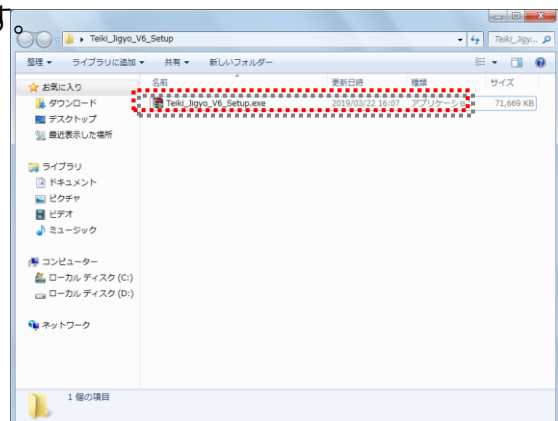 す。
Teiki_Jigyo_V6_Setup
Teiki_Jigy...
整理 ライブラリに追加 共有 新しいフォルダー
名前 更新日時 種類 サイズ
Teiki_Jigyo_V6_Setup.exe 2019/03/22 16:07 アプリケーショ 71,669 KB
お気に入り
ダウンロード
デスクトップ
最近表示した場所
ライブラリ
ドキュメント
ピクチャ
ビデオ
ミュージック
コンピューター
ローカル ディスク (C:)
ローカル ディスク (D:)
ネットワーク
1 個の項目